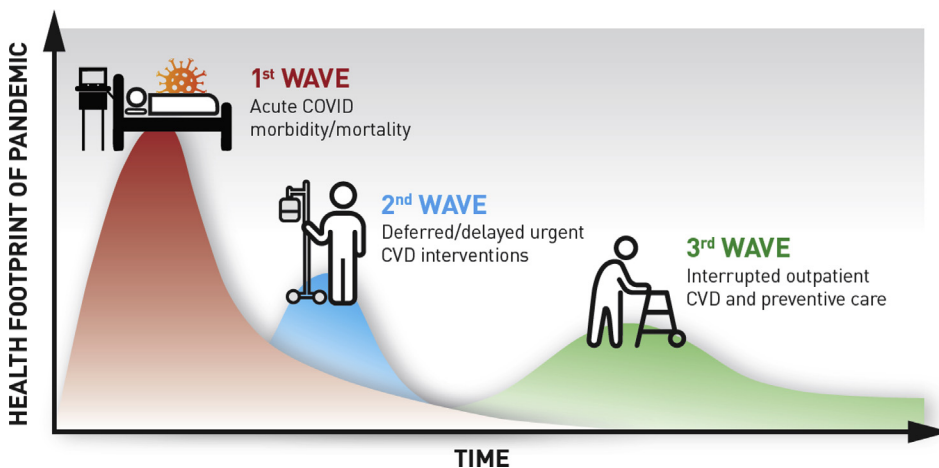 HEALTH FOOTPRINT OF PANDEMIC
1st WAVE
Acute COVID
morbidity/mortality
2nd WAVE
Deferred/delayed urgent
CVD interventions
3rd WAVE
Interrupted outpatient
CVD and preventive care
TIME